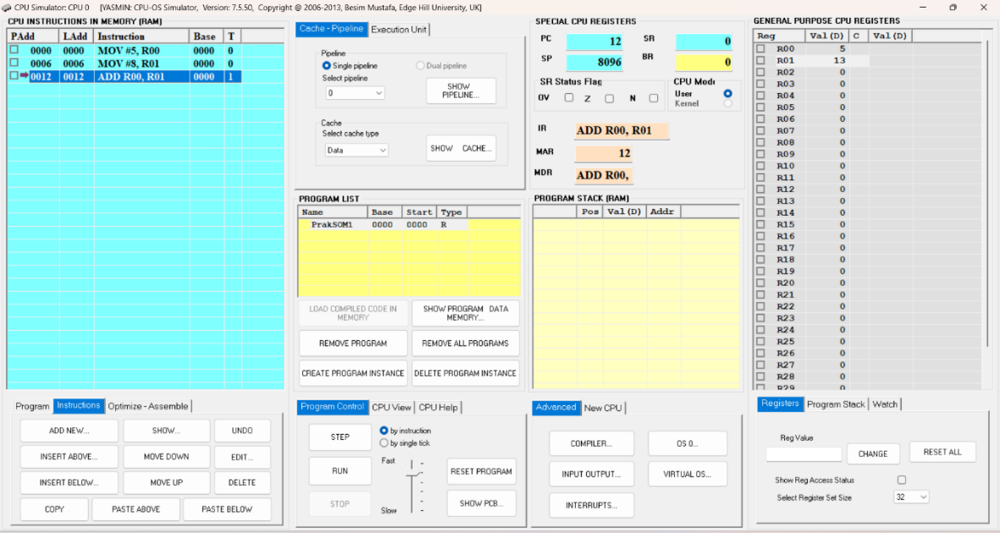 CPU Simulator: CPU 0 [YASMIN: CPU-OS Simulator, Version: 7.5.50, Copyright @ 2006-2013, Besim Mustafa, Edge Hill University, UK]
CPU INSTRUCTIONS IN MEMORY (RAM)
PAdd LAdd Instruction Base T
0000 0000 MOV #5, R00 0000 0
0006 0006 MOV #8, R01 0000 0
0012 0012 ADD R00, R01 0000 1
Program Instructions Optimize - Assemble
ADD NEW... SHOW... UNDO
INSERT ABOVE... MOVE DOWN EDIT...
INSERT BELOW... MOVE UP DELETE
COPY PASTE ABOVE PASTE BELOW
Cache - Pipeline Execution Unit
Pipeline
Single pipeline Dual pipeline
Select pipeline
0
SHOW
PIPELINE...
Cache
Select cache type
Data
SHOW CACHE...
PROGRAM LIST
Name Base Start Type
PrakSOM1 0000 0000 R
LOAD COMPILED CODE IN
MEMORY
SHOW PROGRAM DATA
MEMORY...
REMOVE PROGRAM REMOVE ALL PROGRAMS
CREATE PROGRAM INSTANCE DELETE PROGRAM INSTANCE
Program Control CPU View CPU Help
STEP
by instruction
by single tick
RUN
Fast
RESET PROGRAM
STOP
Slow
SHOW PCB...
SPECIAL CPU REGISTERS
PC 12 SR 0
SP 8096 BR 0
SR Status Flag
OV Z N
CPU Mode
User
Kernel
IR ADD R00, R01
MAR 12
MDR ADD R00,
PROGRAM STACK (RAM)
Pos Val (D) Addr
Advanced New CPU
COMPILER... OS 0...
INPUT OUTPUT... VIRTUAL OS...
INTERRUPTS...
GENERAL PURPOSE CPU REGISTERS
Reg Val (D) C Val (D)
R00 5
R01 13
R02 0
R03 0
R04 0
R05 0
R06 0
R07 0
R08 0
R09 0
R10 0
R11 0
R12 0
R13 0
R14 0
R15 0
R16 0
R17 0
R18 0
R19 0
R20 0
R21 0
R22 0
R23 0
R24 0
R25 0
R26 0
R27 0
R28 0
R29 0
Registers Program Stack Watch
Reg Value
CHANGE RESET ALL
Show Reg Access Status
Select Register Set Size 32